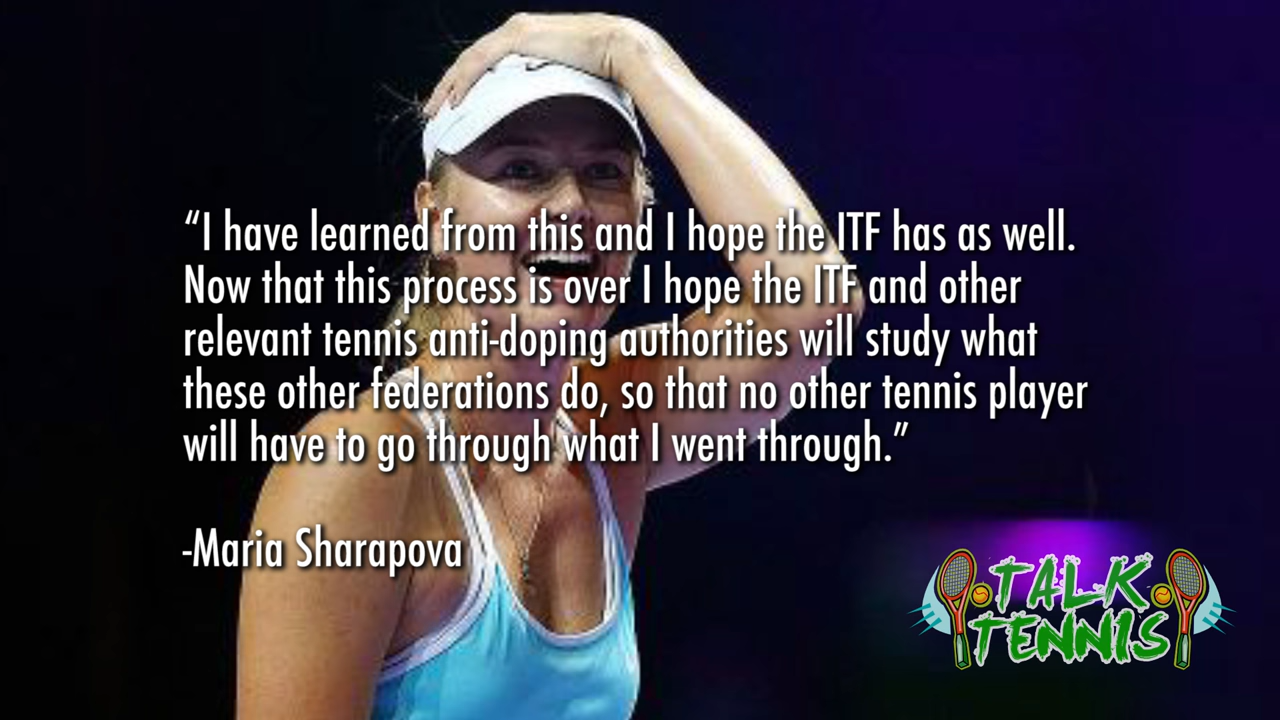 “I have learned from this and I hope the ITF has as well.
Now that this process is over I hope the ITF and other
relevant tennis anti-doping authorities will study what
these other federations do, so that no other tennis player
will have to go through what I went through.”
-Maria Sharapova
TALK
TENNIS